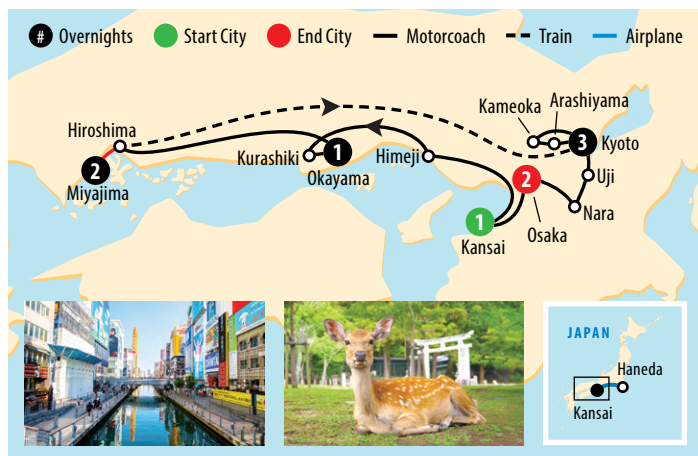 # Overnights Start City End City Motorcoach Train Airplane
Arashiyama
Kameoka
Hiroshima
3 Kyoto
Kurashiki 1 Himeji
2 Okayama
Miyajima
2 Uji
1 Nara
Kansai Osaka
JAPAN
Haneda
Kansai